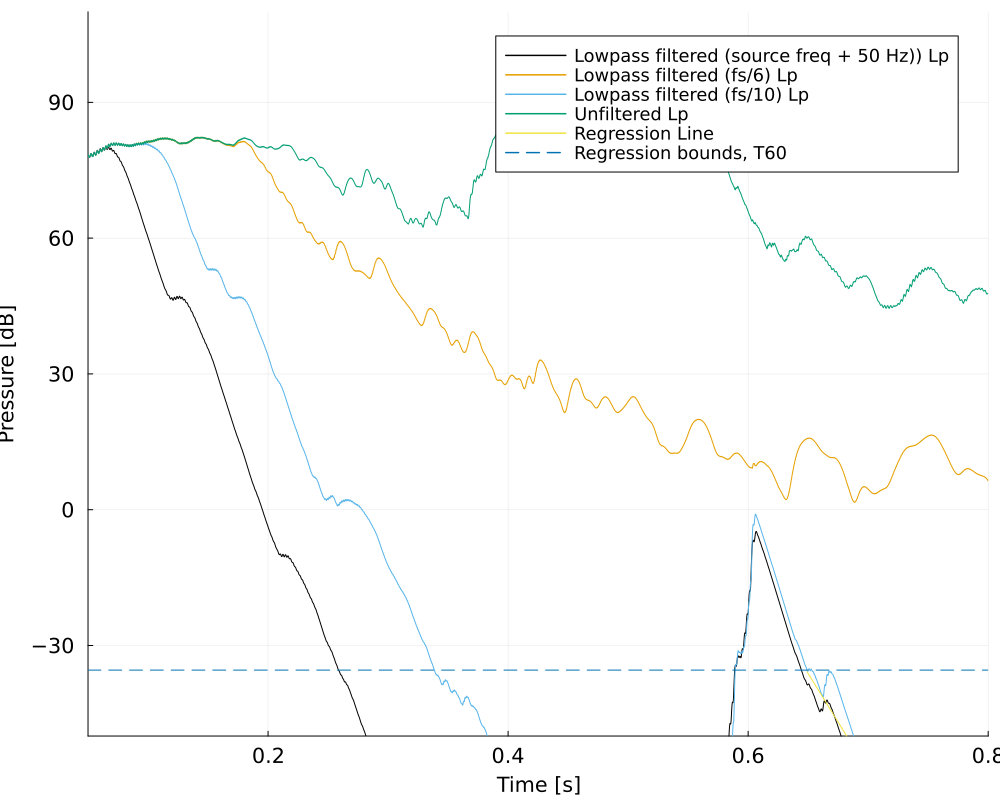 Lowpass filtered (source freq + 50 Hz)) Lp
Lowpass filtered (fs/6) Lp
Lowpass filtered (fs/10) Lp
Unfiltered Lp
Regression Line
Regression bounds, T60
90
60
30
0
−30
Pressure [dB]
0.2
0.4
0.6
0.8
Time [s]